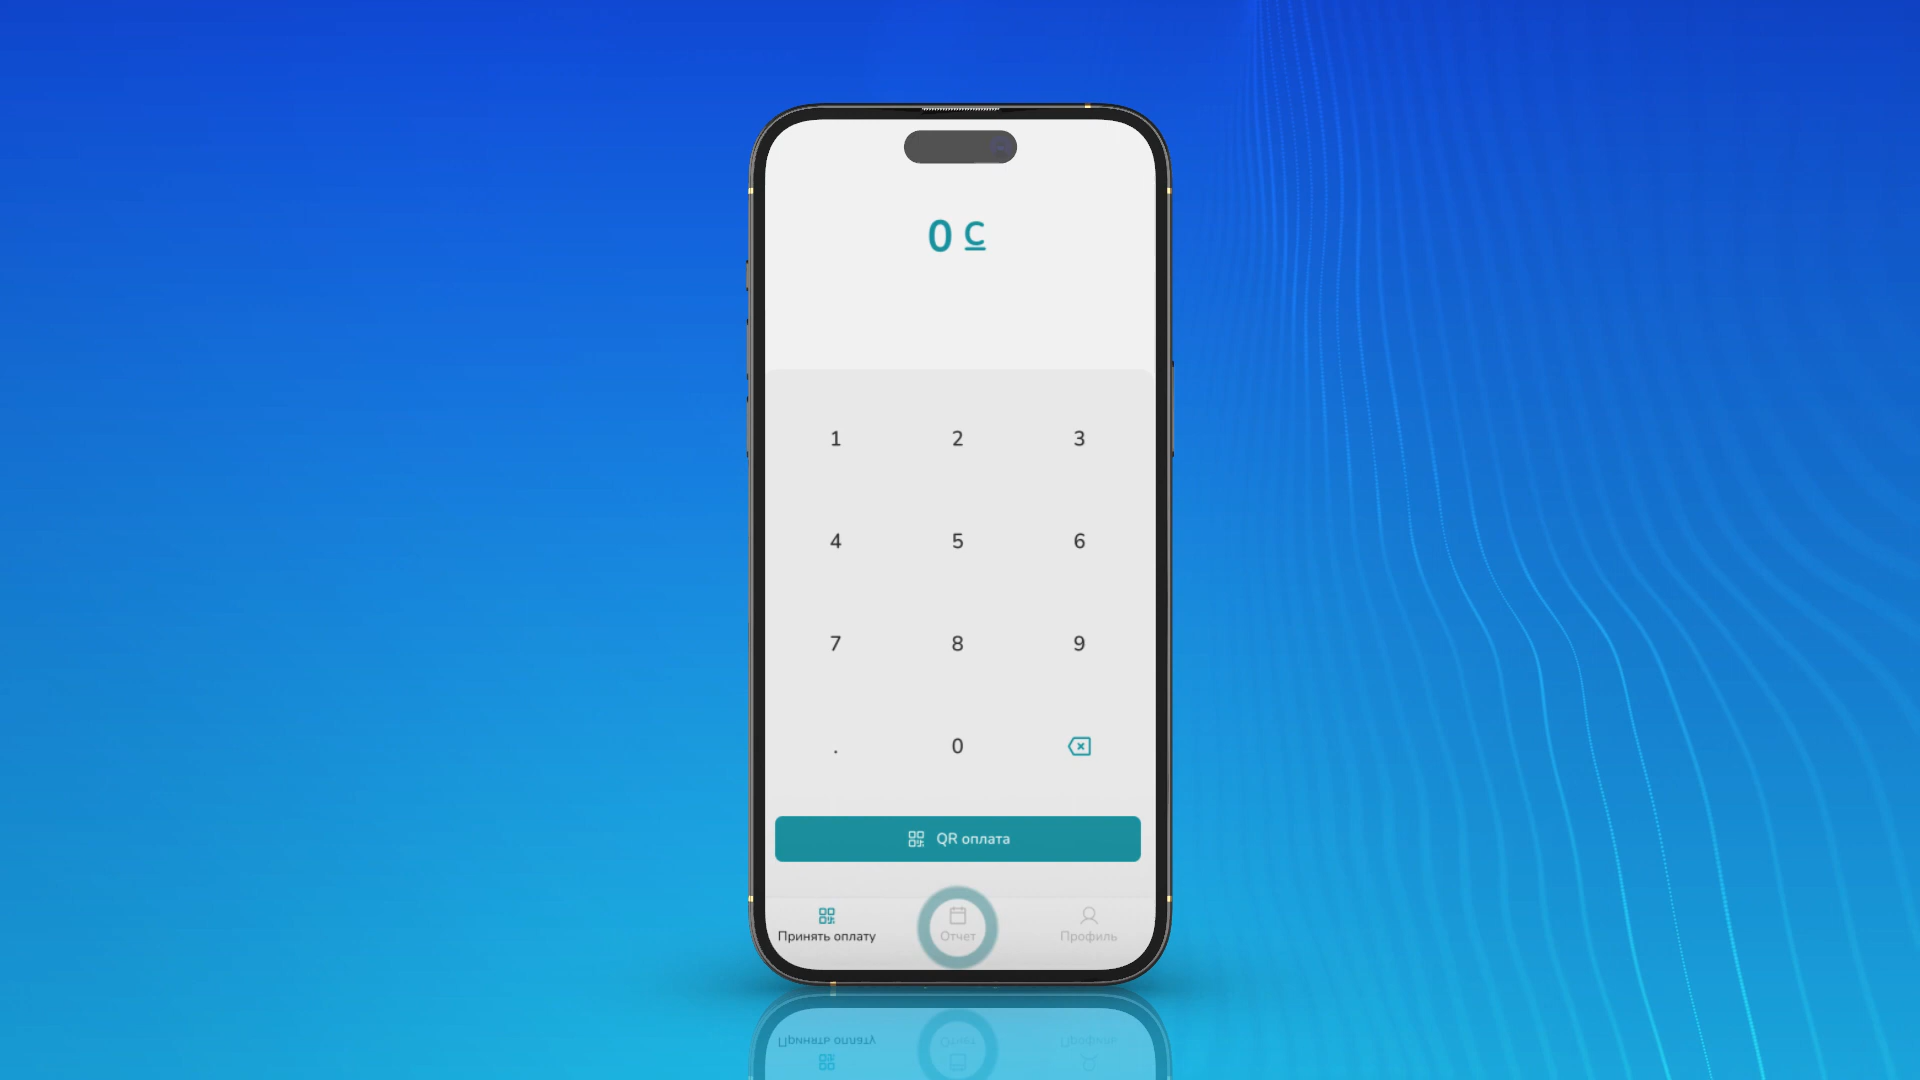 0 С
1 2 3
4 5 6
7 8 9
. 0
QR оплата
Принять оплату Отчет Профиль